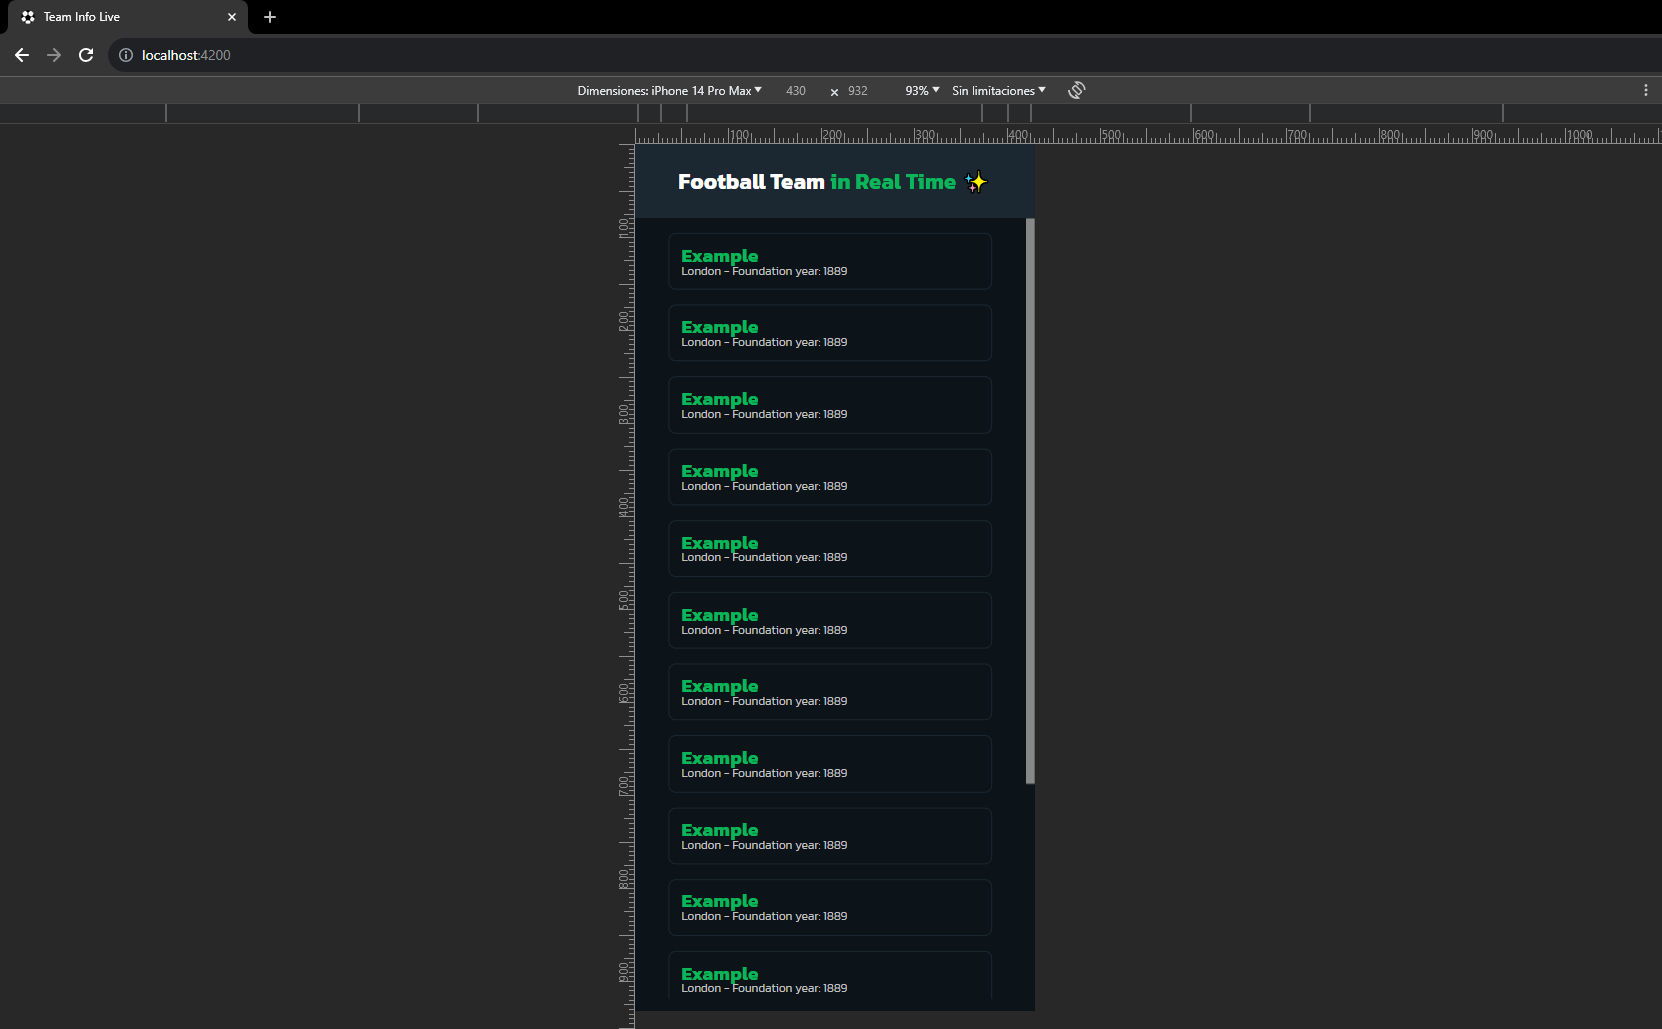 Team Info Live
localhost:4200
Dimensiones: iPhone 14 Pro Max 430 x 932 93% Sin limitaciones
100 200 300 400 500 600 700 800 900 1000
Football Team in Real Time ✨
100
Example
London - Foundation year: 1889
200
Example
London - Foundation year: 1889
300
Example
London - Foundation year: 1889
400
Example
London - Foundation year: 1889
500
Example
London - Foundation year: 1889
Example
London - Foundation year: 1889
600
Example
London - Foundation year: 1889
700
Example
London - Foundation year: 1889
Example
London - Foundation year: 1889
800
Example
London - Foundation year: 1889
900
Example
London - Foundation year: 1889